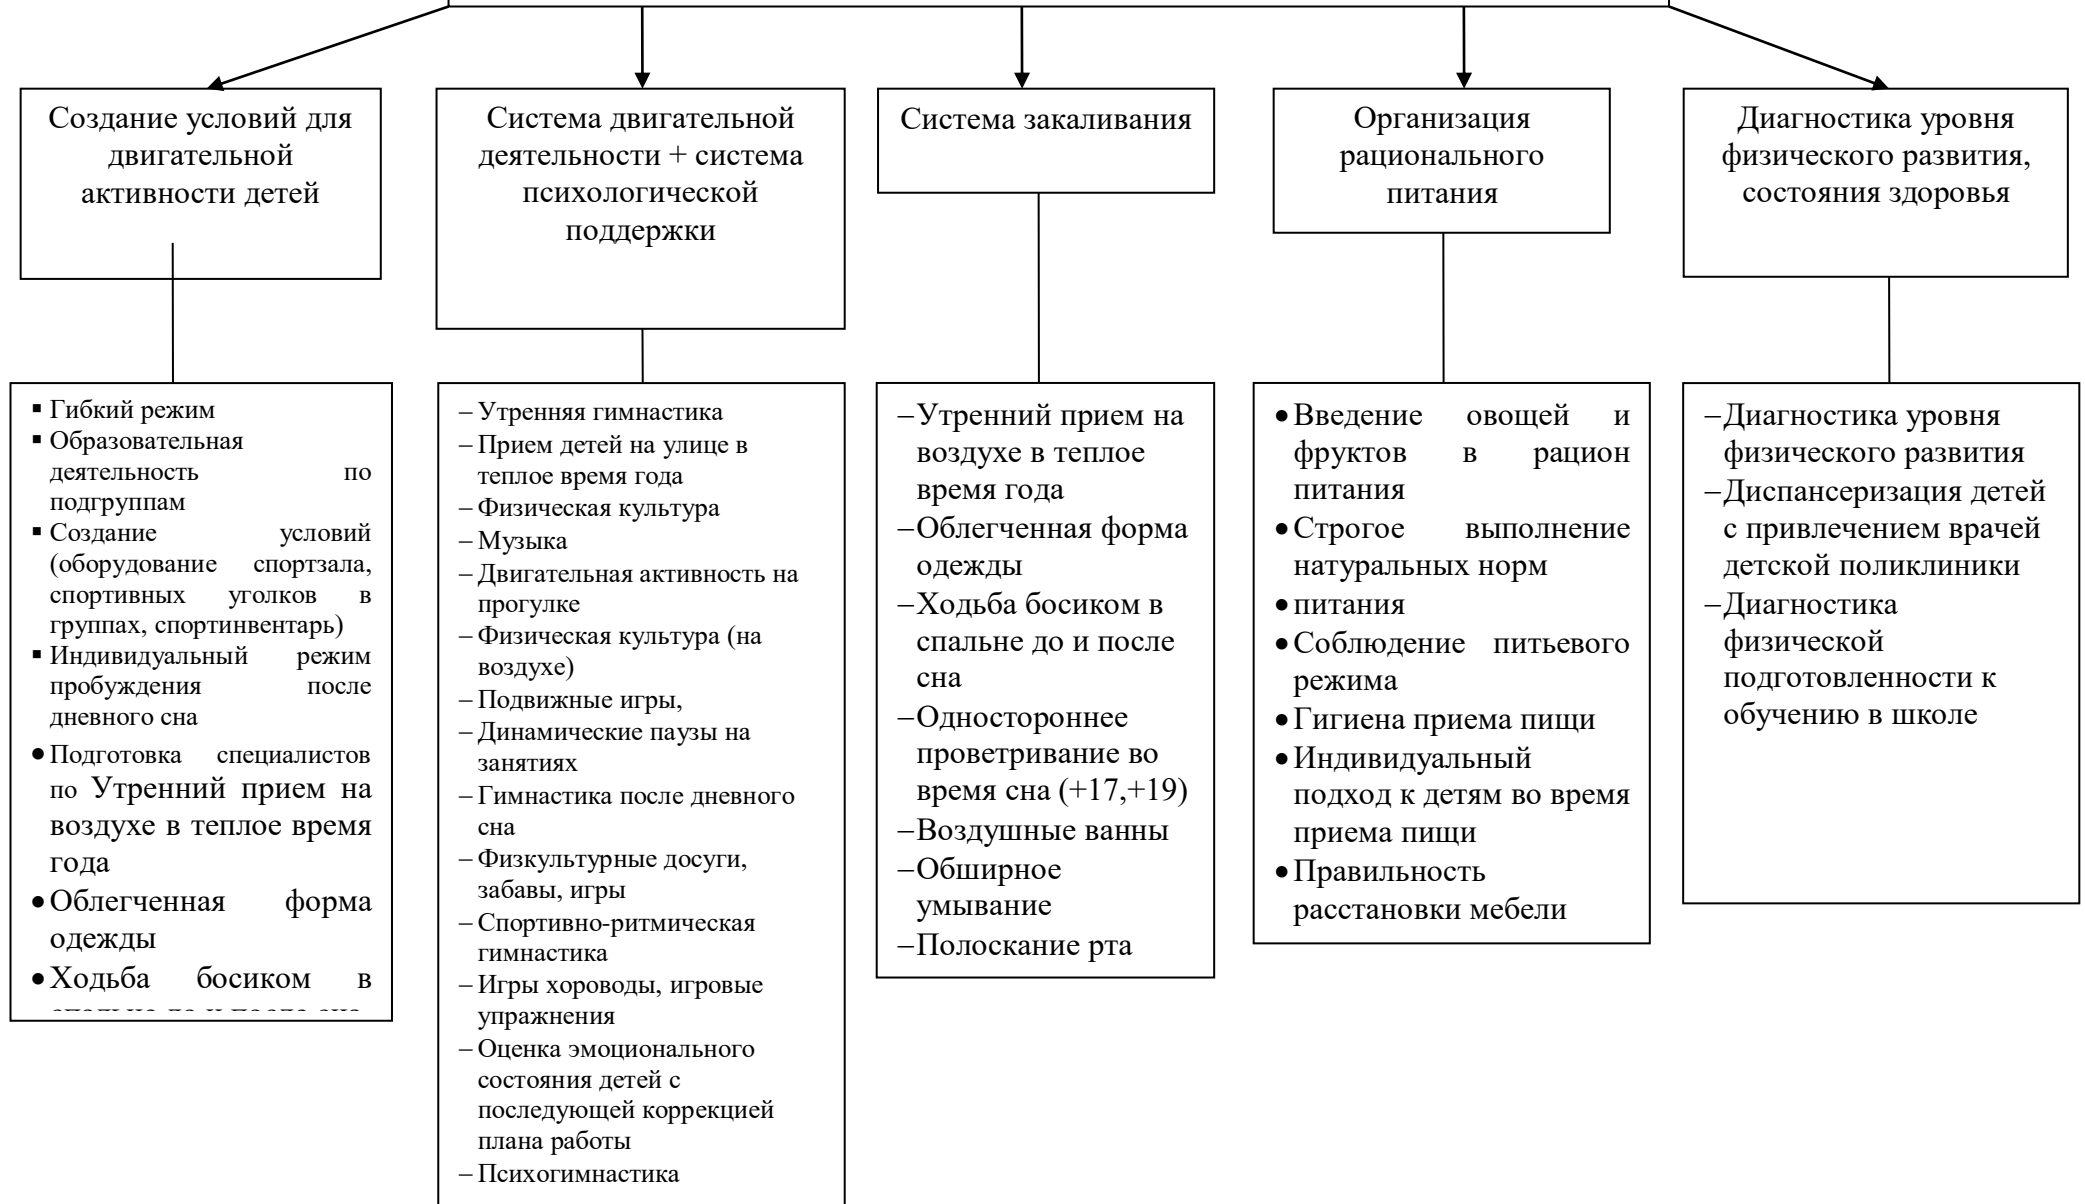 Создание условий для
двигательной
активности детей
Система двигательной
деятельности + система
психологической
поддержки
Система закаливания
Организация
рационального
питания
Диагностика уровня
физического развития,
состояния здоровья
▪ Гибкий режим
▪ Образовательная
деятельность по
подгруппам
▪ Создание условий
(оборудование спортзала,
спортивных уголков в
группах, спортинвентарь)
▪ Индивидуальный режим
пробуждения после
дневного сна
• Подготовка специалистов
по Утренний прием на
воздухе в теплое время
года
• Облегченная форма
одежды
• Ходьба босиком в
– Утренняя гимнастика
– Прием детей на улице в
теплое время года
– Физическая культура
– Музыка
– Двигательная активность на
прогулке
– Физическая культура (на
воздухе)
– Подвижные игры,
– Динамические паузы на
занятиях
– Гимнастика после дневного
сна
– Физкультурные досуги,
забавы, игры
– Спортивно-ритмическая
гимнастика
– Игры хороводы, игровые
упражнения
– Оценка эмоционального
состояния детей с
последующей коррекцией
плана работы
– Психогимнастика
– Утренний прием на
воздухе в теплое
время года
– Облегченная форма
одежды
– Ходьба босиком в
спальне до и после
сна
– Одностороннее
проветривание во
время сна (+17,+19)
– Воздушные ванны
– Обширное
умывание
– Полоскание рта
• Введение овощей и
фруктов в рацион
питания
• Строгое выполнение
натуральных норм
• питания
• Соблюдение питьевого
режима
• Гигиена приема пищи
• Индивидуальный
подход к детям во время
приема пищи
• Правильность
расстановки мебели
– Диагностика уровня
физического развития
– Диспансеризация детей
с привлечением врачей
детской поликлиники
– Диагностика
физической
подготовленности к
обучению в школе